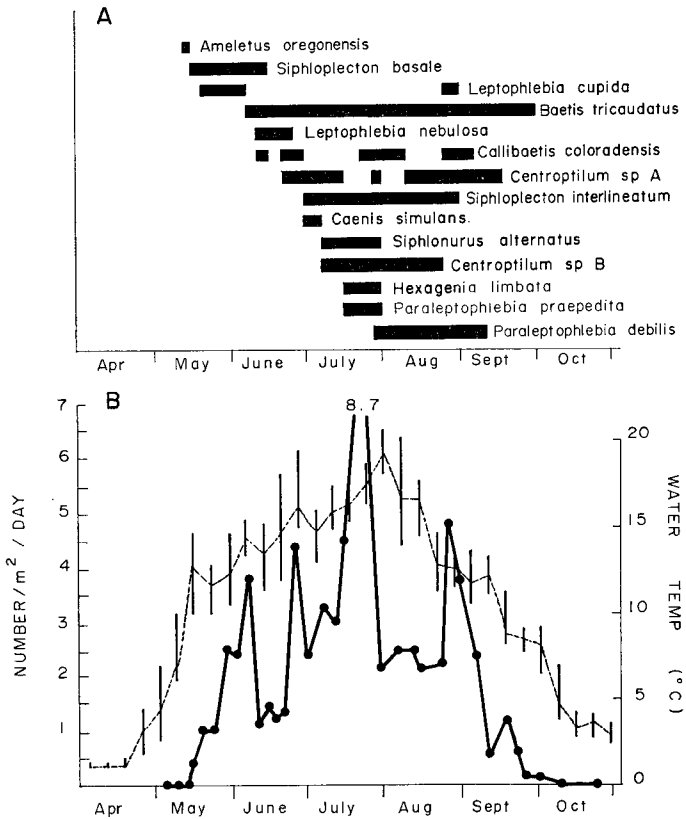 A
Ameletus oregonensis
Siphloplecton basale
Leptophlebia cupida
Baetis tricaudatus
Leptophlebia nebulosa
Callibaetis coloradensis
Centroptilum sp A
Siphloplecton interlineatum
Caenis simulans.
Siphlonurus alternatus
Centroptilum sp B
Hexagenia limbata
Paraleptophlebia praepedita
Paraleptophlebia debilis
Apr May June July Aug Sept Oct
B
8.7
7
6
5
4
3
2
1
NUMBER/m² / DAY
20
15
10
5
0
WATER TEMP (°C)
Apr May June July Aug Sept Oct